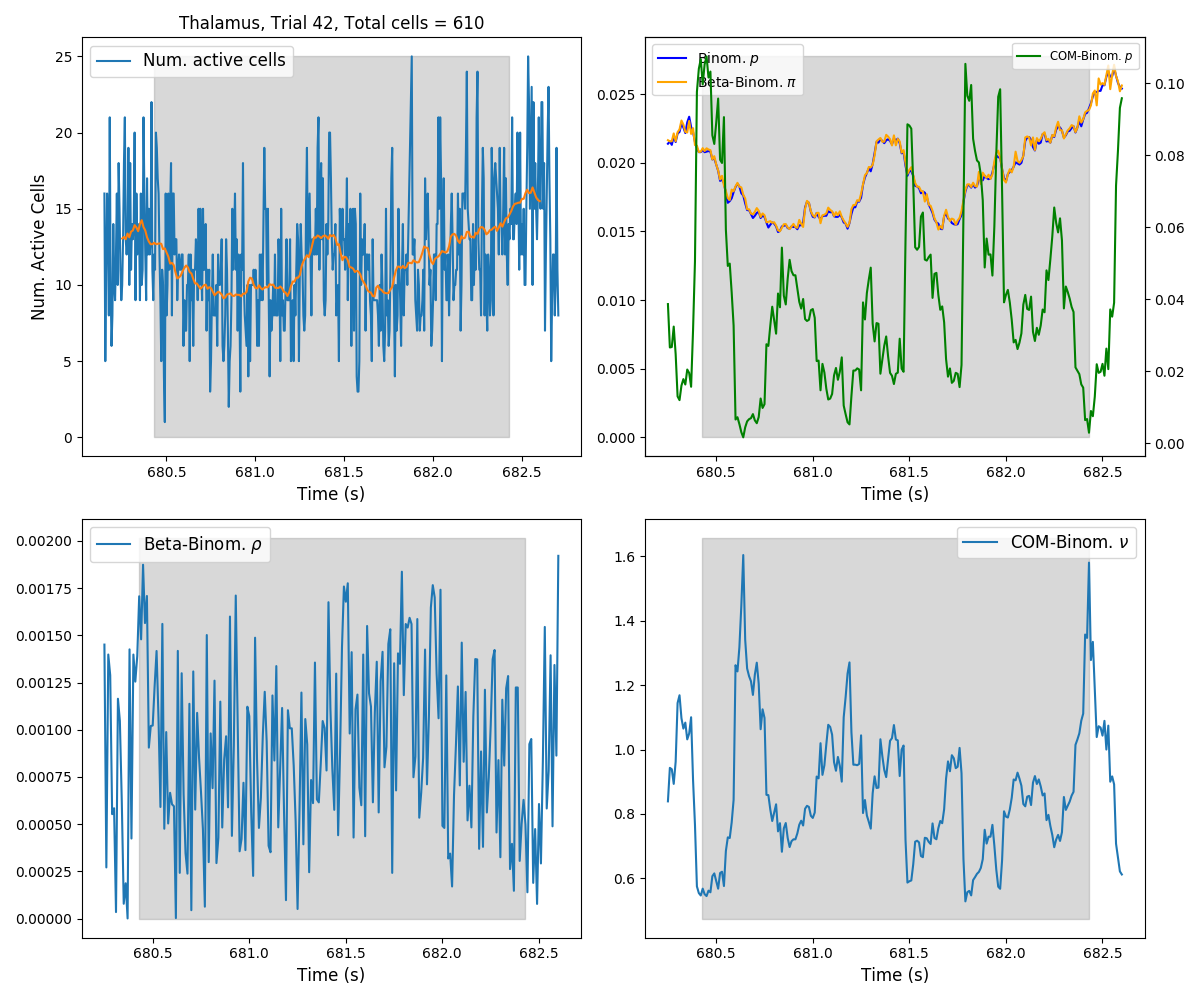 Thalamus, Trial 42, Total cells = 610
Num. Active Cells
25
20
15
10
5
0
Num. active cells
680.5 681.0 681.5 682.0 682.5
Time (s)
0.025
0.020
0.015
0.010
0.005
0.000
Binom. p
Beta-Binom. π
COM-Binom. p
0.10
0.08
0.06
0.04
0.02
0.00
680.5 681.0 681.5 682.0 682.5
Time (s)
0.00200
0.00175
0.00150
0.00125
0.00100
0.00075
0.00050
0.00025
0.00000
Beta-Binom. ρ
680.5 681.0 681.5 682.0 682.5
Time (s)
1.6
1.4
1.2
1.0
0.8
0.6
COM-Binom. ν
680.5 681.0 681.5 682.0 682.5
Time (s)